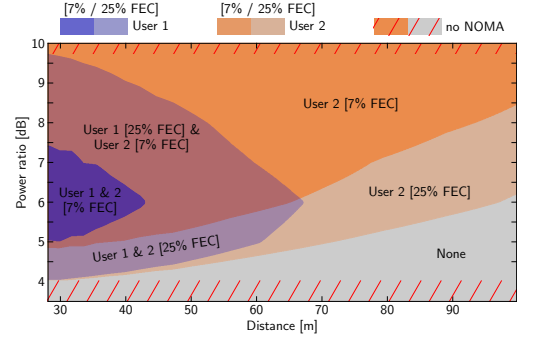 [7% / 25% FEC]
[7% / 25% FEC]
User 1
User 2
no NOMA
10
9
8
7
6
5
4
Power ratio [dB]
User 2 [7% FEC]
User 1 [25% FEC] &
User 2 [7% FEC]
User 1 & 2
[7% FEC]
User 2 [25% FEC]
User 1 & 2 [25% FEC]
None
30
40
50
60
70
80
90
Distance [m]